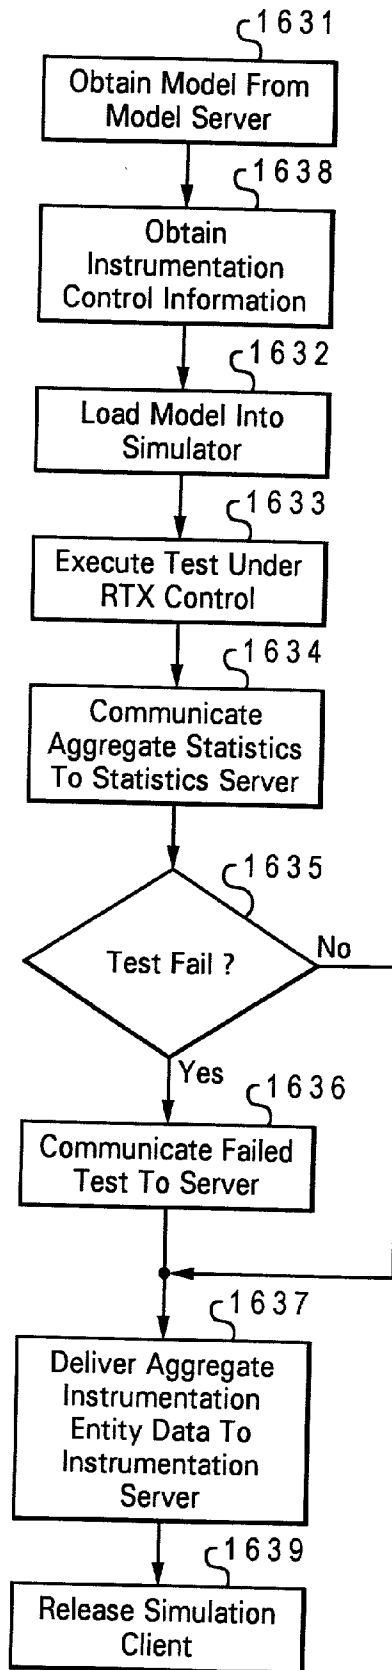 1631
Obtain Model From
Model Server
1638
Obtain
Instrumentation
Control Information
1632
Load Model Into
Simulator
1633
Execute Test Under
RTX Control
1634
Communicate
Aggregate Statistics
To Statistics Server
1635
Test Fail ?
No
Yes
1636
Communicate Failed
Test To Server
1637
Deliver Aggregate
Instrumentation
Entity Data To
Instrumentation
Server
1639
Release Simulation
Client